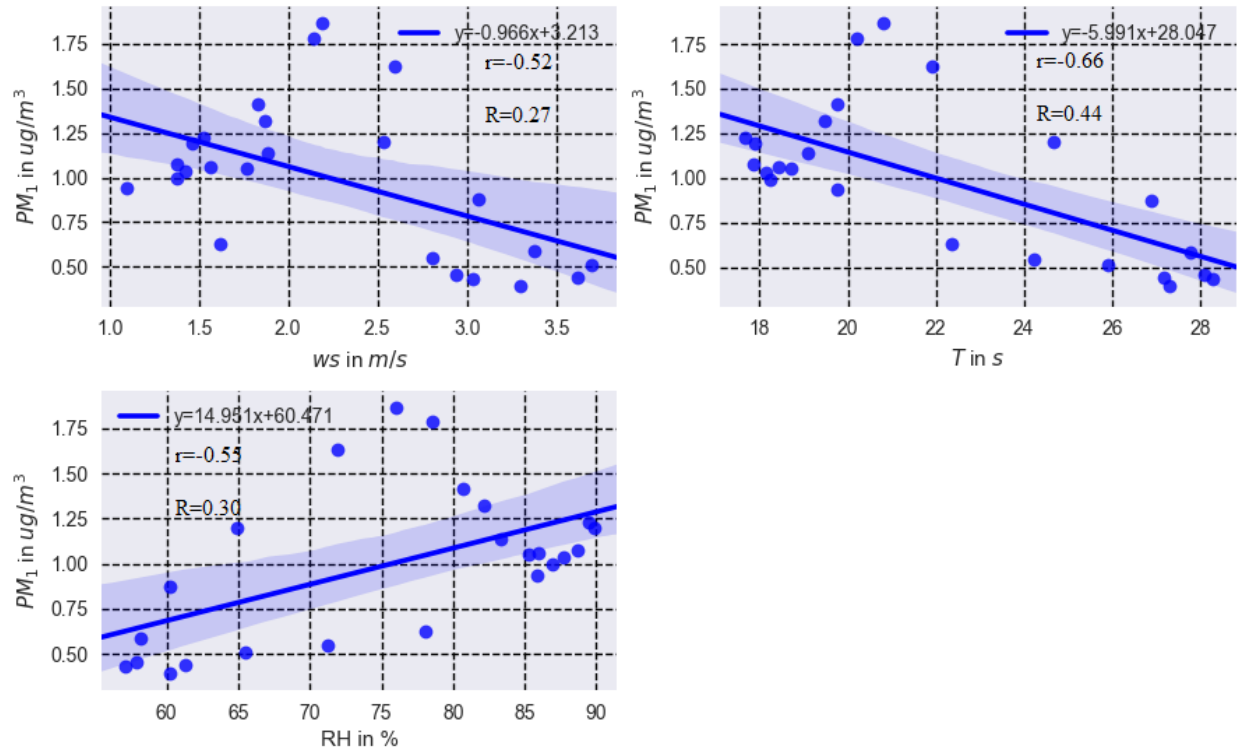 y=-0.966x+3.213
r=-0.52
R=0.27
1.75
1.50
1.25
1.00
0.75
0.50
PM₁ in ug/m³
1.0 1.5 2.0 2.5 3.0 3.5
ws in m/s
y=-5.991x+28.047
r=-0.66
R=0.44
1.75
1.50
1.25
1.00
0.75
0.50
PM₁ in ug/m³
18 20 22 24 26 28
T in s
y=14.951x+60.471
r=-0.55
R=0.30
1.75
1.50
1.25
1.00
0.75
0.50
PM₁ in ug/m³
60 65 70 75 80 85 90
RH in %